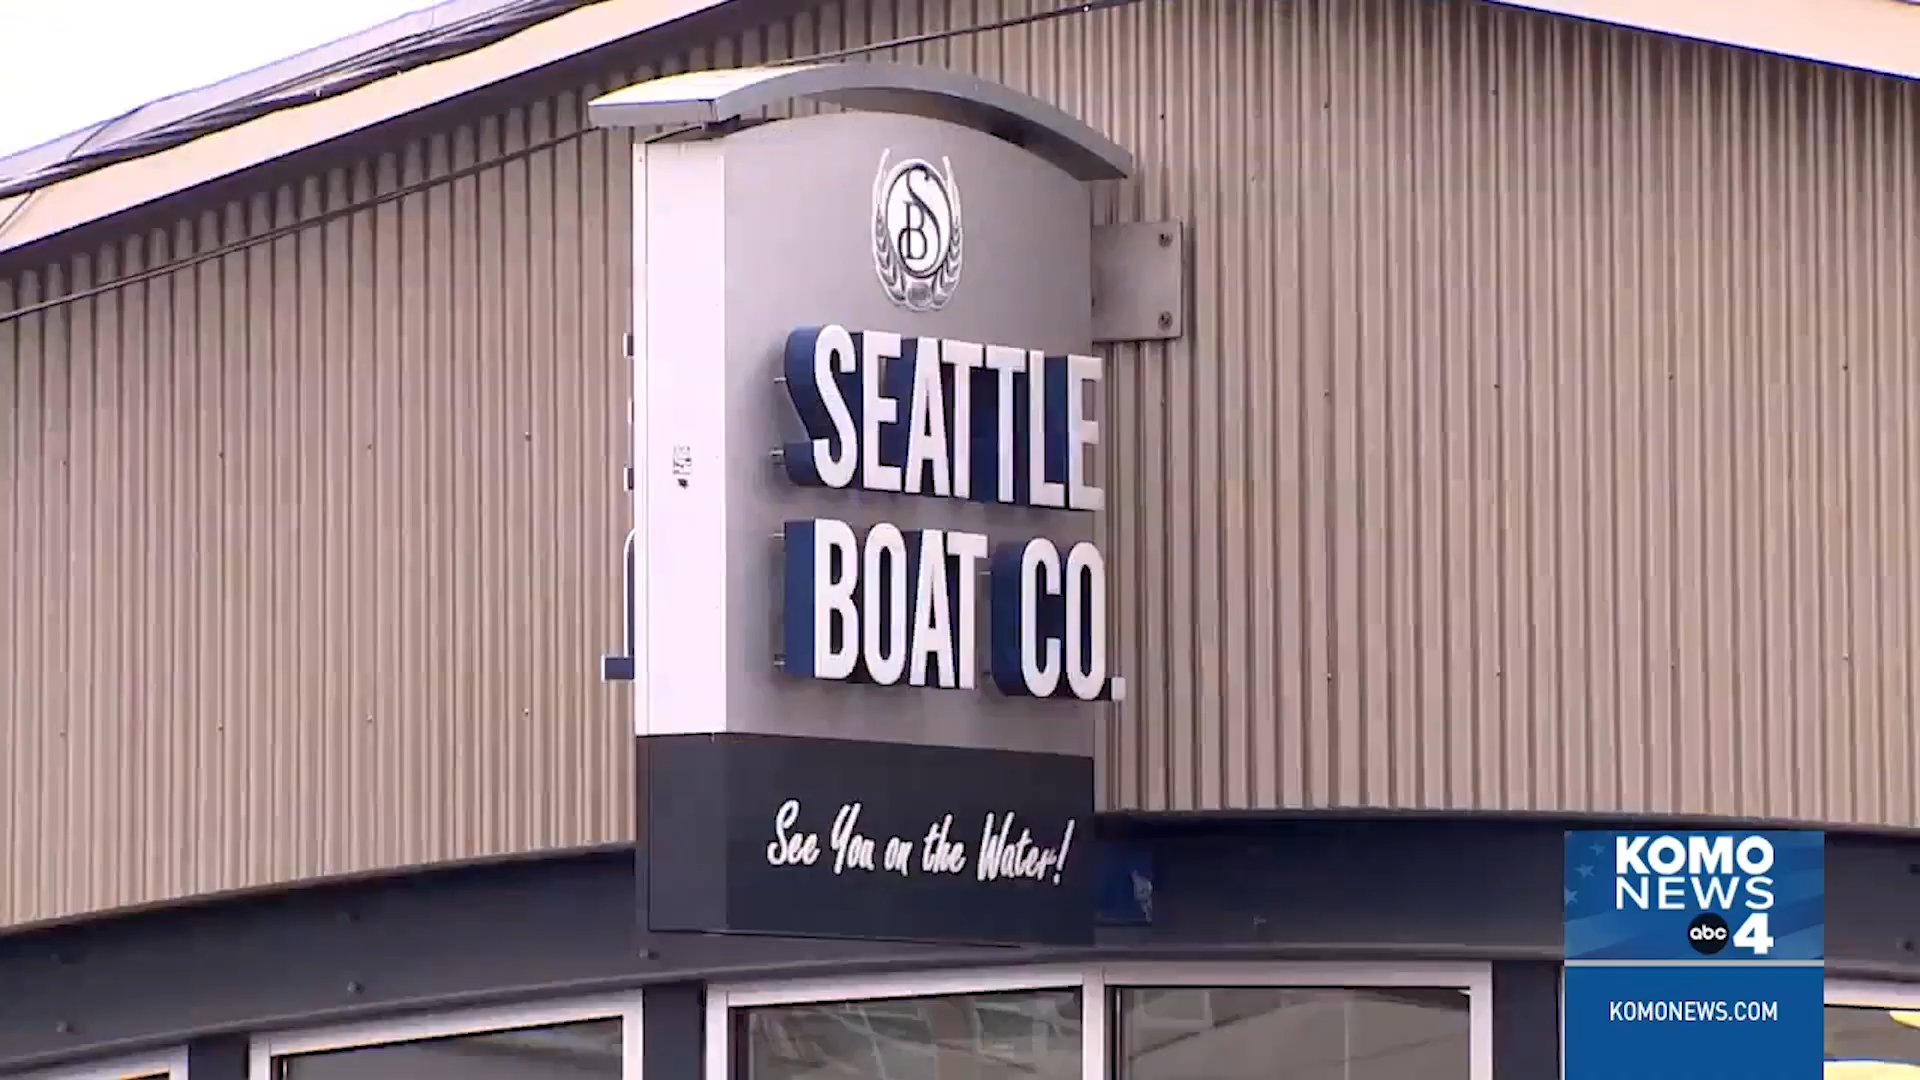 SB
SEATTLE
BOAT CO.
See You on the Water!
KOMO
NEWS
abc 4
KOMONEWS.COM